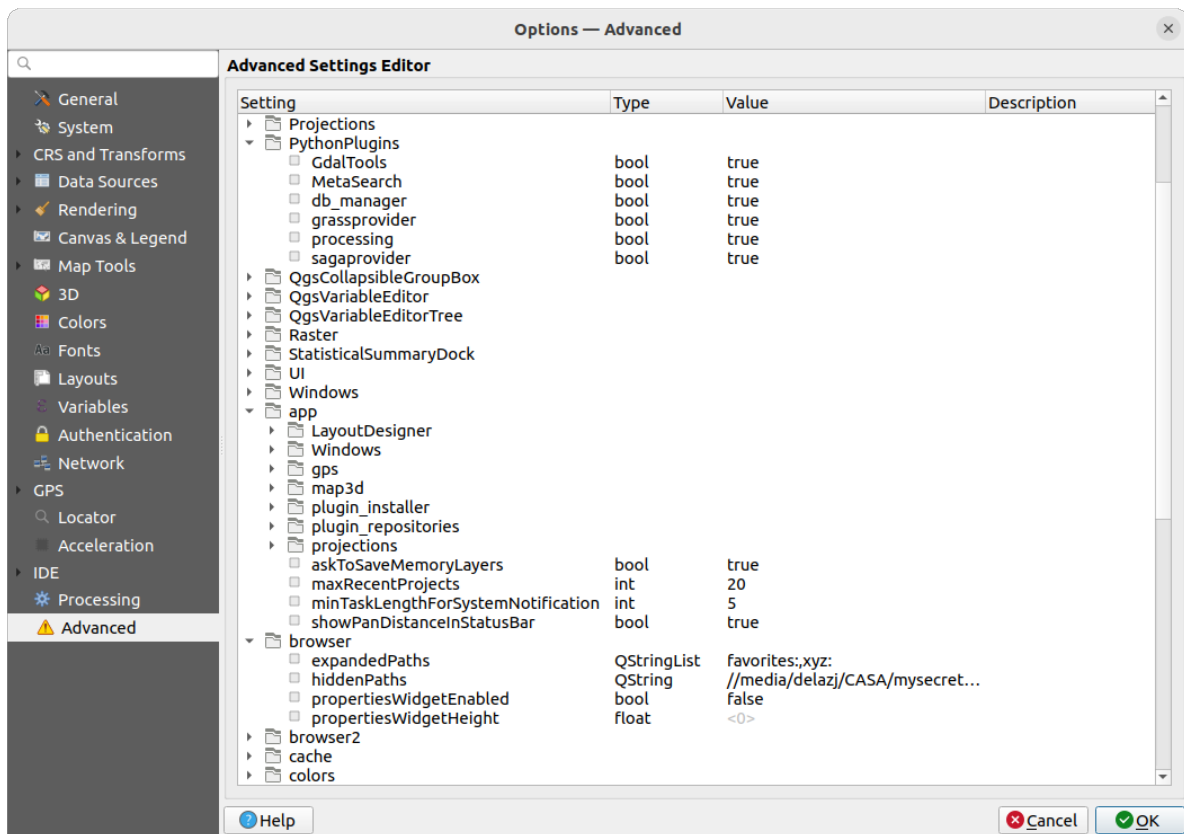 Options — Advanced
Advanced Settings Editor
General
System
CRS and Transforms
Data Sources
Rendering
Canvas & Legend
Map Tools
3D
Colors
Aa Fonts
Layouts
ε Variables
Authentication
Network
GPS
Locator
Acceleration
IDE
Processing
Advanced
Setting Type Value Description
Projections
PythonPlugins
GdalTools bool true
MetaSearch bool true
db_manager bool true
grassprovider bool true
processing bool true
sagaprovider bool true
QgsCollapsibleGroupBox
QgsVariableEditor
QgsVariableEditorTree
Raster
StatisticalSummaryDock
UI
Windows
app
LayoutDesigner
Windows
gps
map3d
plugin_installer
plugin_repositories
projections
askToSaveMemoryLayers bool true
maxRecentProjects int 20
minTaskLengthForSystemNotification int 5
showPanDistanceInStatusBar bool true
browser
expandedPaths QStringList favorites:,xyz:
hiddenPaths QString //media/delazj/CASA/mysecret...
propertiesWidgetEnabled bool false
propertiesWidgetHeight float <0>
browser2
cache
colors
? Help
Cancel
OK